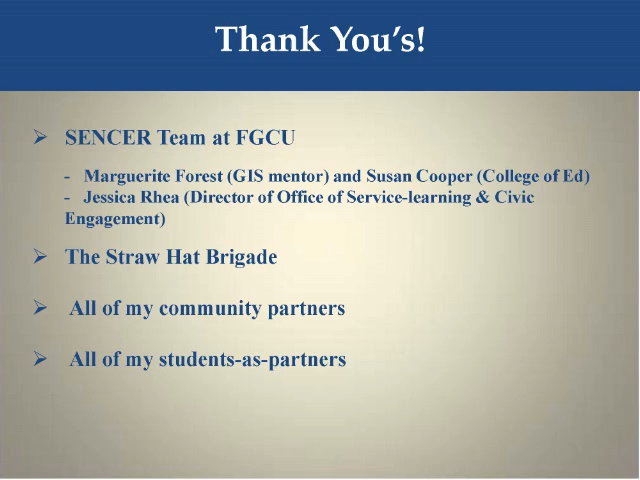 Thank You's!
➢ SENCER Team at FGCU
- Marguerite Forest (GIS mentor) and Susan Cooper (College of Ed)
- Jessica Rhea (Director of Office of Service-learning & Civic
Engagement)
➢ The Straw Hat Brigade
➢ All of my community partners
➢ All of my students-as-partners